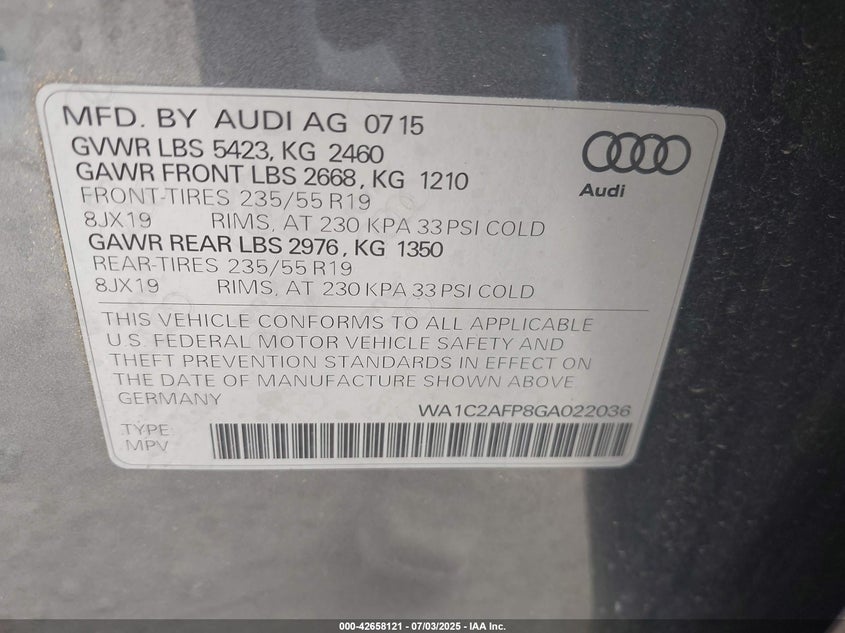 MFD. BY AUDI AG 07 15
GVWR LBS 5423, KG 2460
GAWR FRONT LBS 2668, KG 1210
FRONT-TIRES 235/55 R19
8JX19 RIMS, AT 230 KPA 33 PSI COLD
GAWR REAR LBS 2976, KG 1350
REAR-TIRES 235/55 R19
8JX19 RIMS, AT 230 KPA 33 PSI COLD
Audi
THIS VEHICLE CONFORMS TO ALL APPLICABLE
U.S. FEDERAL MOTOR VEHICLE SAFETY AND
THEFT PREVENTION STANDARDS IN EFFECT ON
THE DATE OF MANUFACTURE SHOWN ABOVE
GERMANY
WA1C2AFP8GA022036
TYPE:
MPV
000-42658121 - 07/03/2025 - IAA Inc.